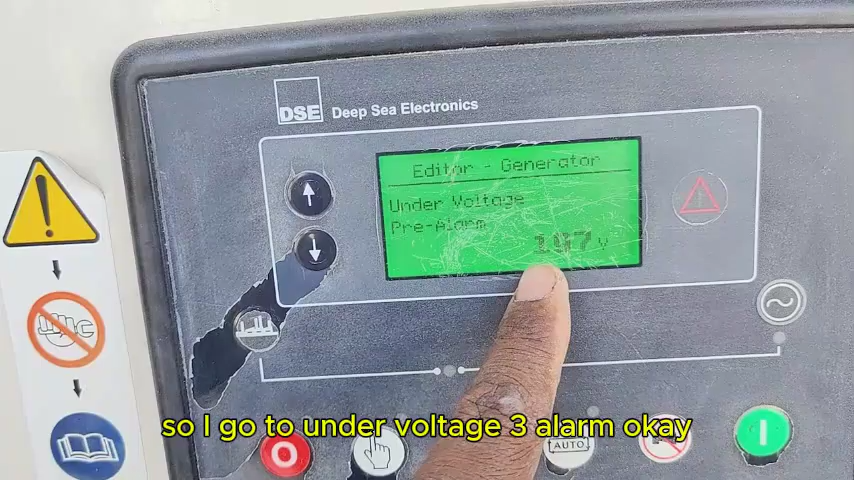 DSE Deep Sea Electronics
Editor - Generator
Under Voltage
Pre-Alarm
V
so I go to under voltage 3 alarm okay
AUTO